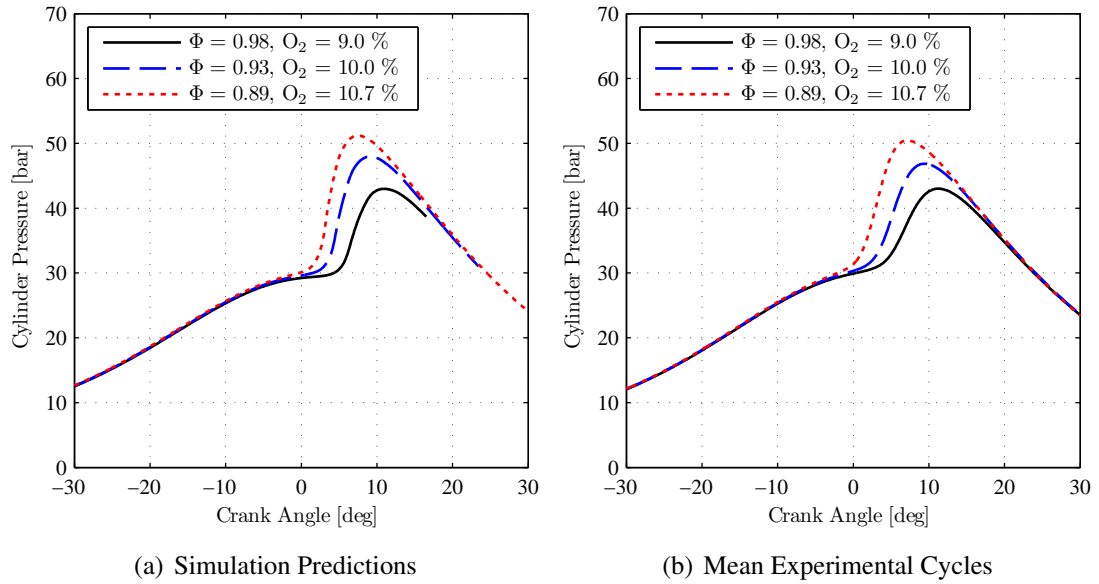 70
60
50
40
30
20
10
0
−30
−20
−10
0
10
20
30
Cylinder Pressure [bar]
Crank Angle [deg]
Φ = 0.98, O₂ = 9.0 %
Φ = 0.93, O₂ = 10.0 %
Φ = 0.89, O₂ = 10.7 %
(a) Simulation Predictions
70
60
50
40
30
20
10
0
−30
−20
−10
0
10
20
30
Cylinder Pressure [bar]
Crank Angle [deg]
Φ = 0.98, O₂ = 9.0 %
Φ = 0.93, O₂ = 10.0 %
Φ = 0.89, O₂ = 10.7 %
(b) Mean Experimental Cycles